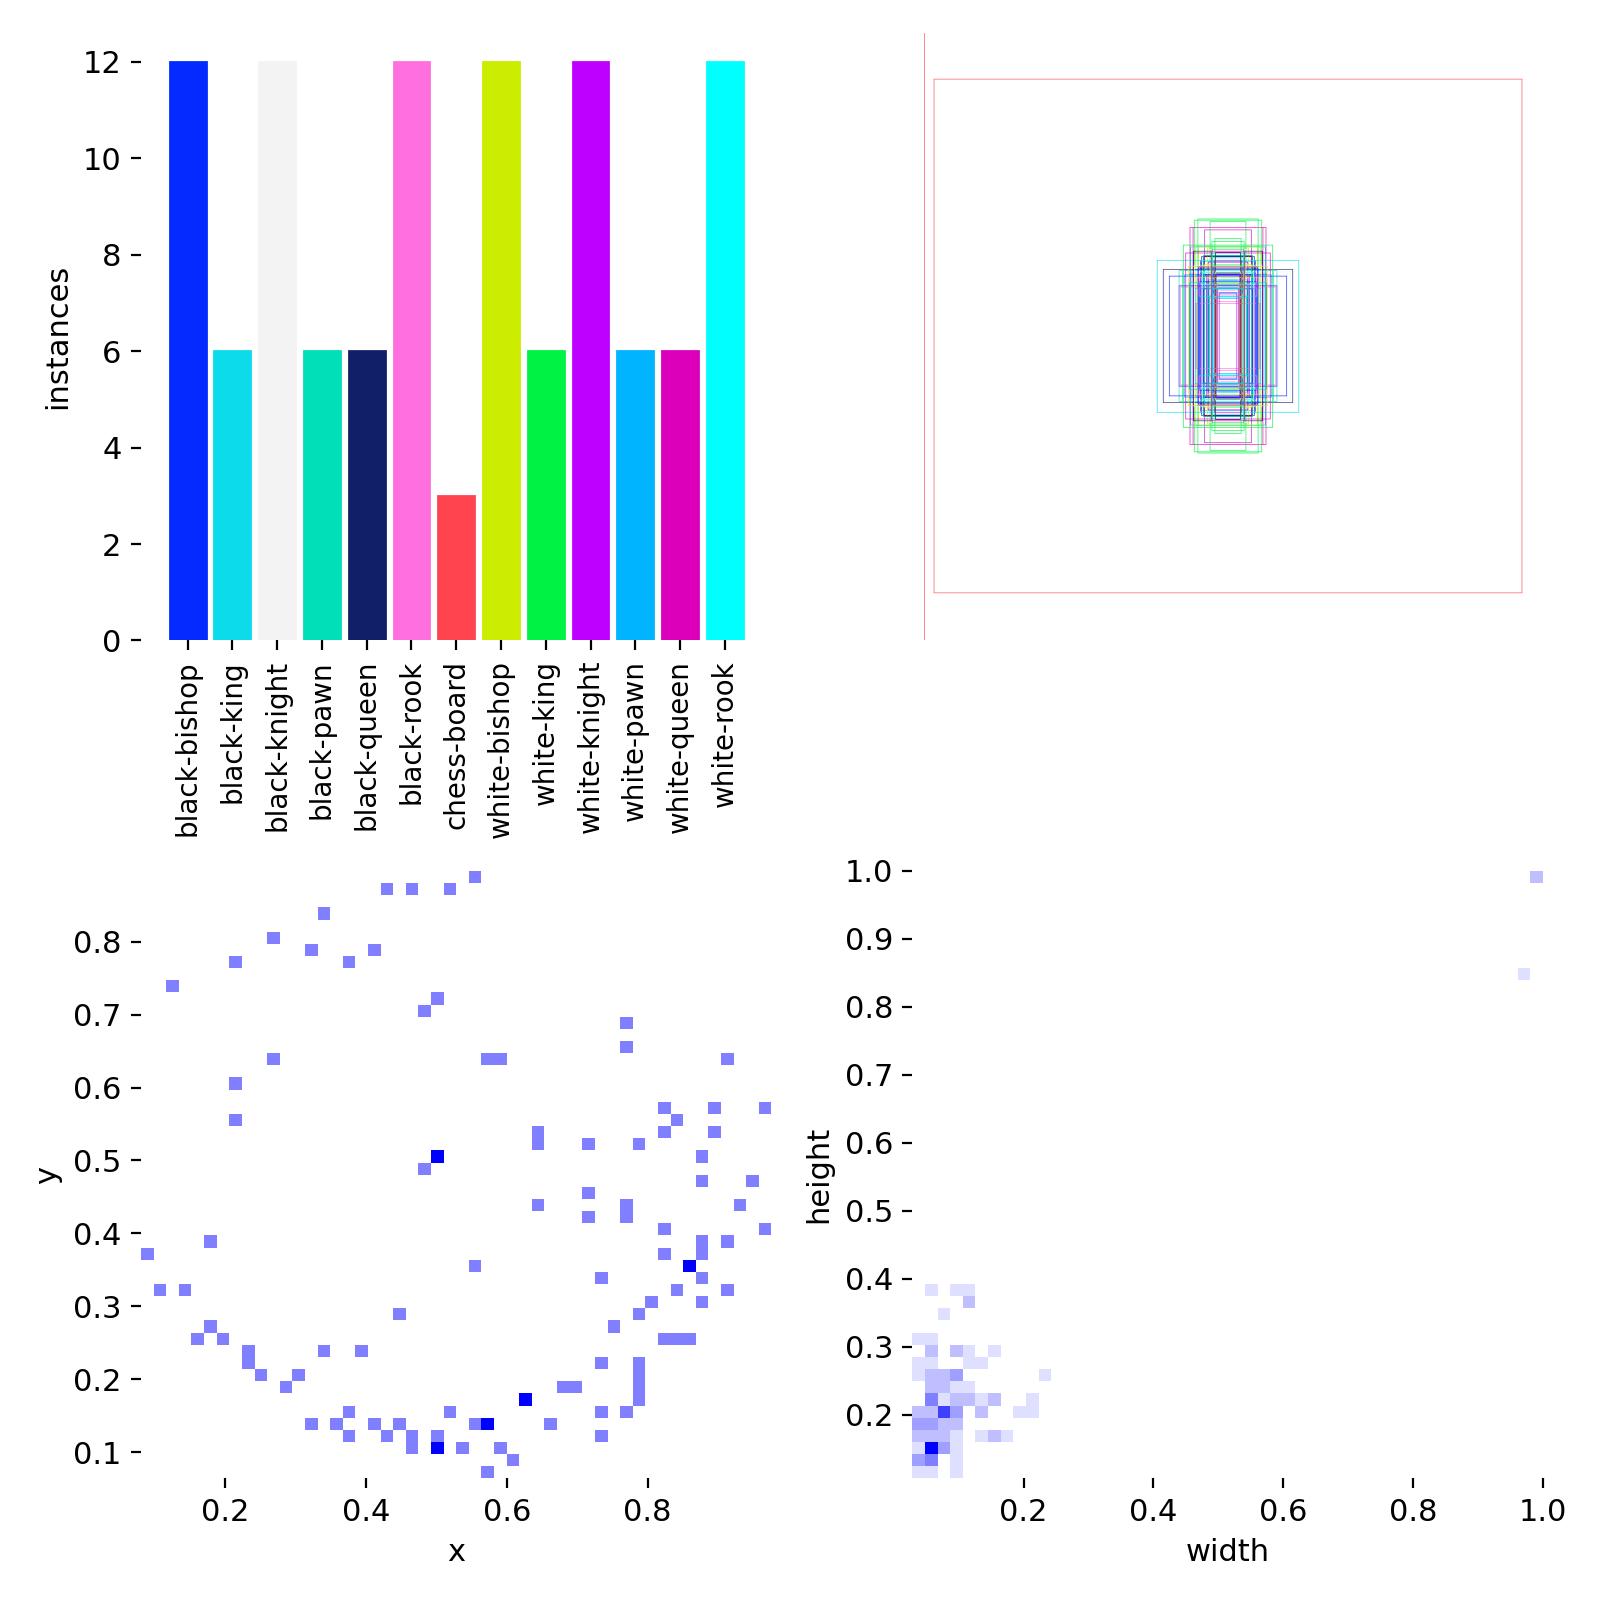 12
10
8
6
4
2
0
instances
black-bishop
black-king
black-knight
black-pawn
black-queen
black-rook
chess-board
white-bishop
white-king
white-knight
white-pawn
white-queen
white-rook
0.8
0.7
0.6
0.5
0.4
0.3
0.2
0.1
y
0.2 0.4 0.6 0.8
x
1.0
0.9
0.8
0.7
0.6
0.5
0.4
0.3
0.2
height
0.2 0.4 0.6 0.8 1.0
width